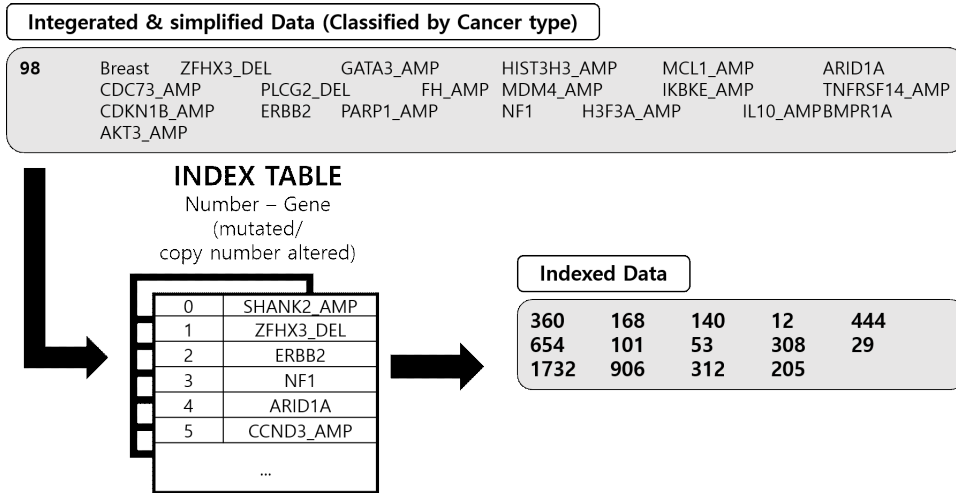 Integerated & simplified Data (Classified by Cancer type)
98 Breast ZFHX3_DEL GATA3_AMP HIST3H3_AMP MCL1_AMP ARID1A
CDC73_AMP PLCG2_DEL FH_AMP MDM4_AMP IKBKE_AMP TNFRSF14_AMP
CDKN1B_AMP ERBB2 PARP1_AMP NF1 H3F3A_AMP IL10_AMPBMPR1A
AKT3_AMP
INDEX TABLE
Number – Gene
(mutated/
copy number altered)
0 SHANK2_AMP
1 ZFHX3_DEL
2 ERBB2
3 NF1
4 ARID1A
5 CCND3_AMP
...
Indexed Data
360 168 140 12 444
654 101 53 308 29
1732 906 312 205